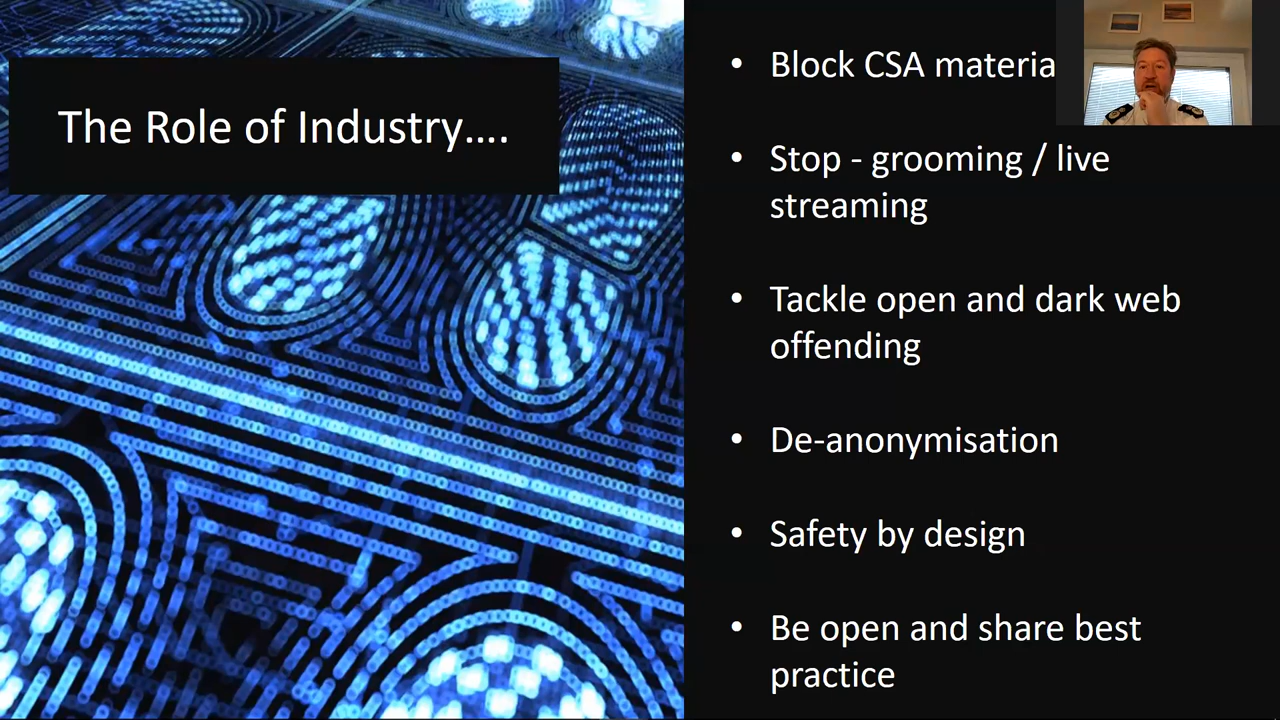 The Role of Industry....
• Block CSA materia
• Stop - grooming / live
streaming
• Tackle open and dark web
offending
• De-anonymisation
• Safety by design
• Be open and share best
practice